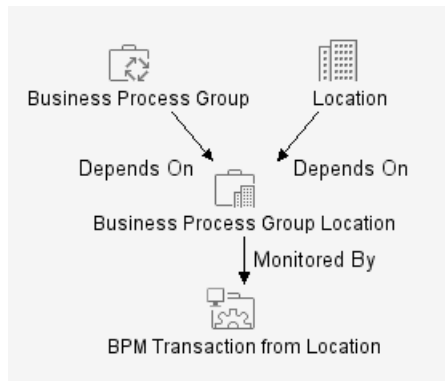 Business Process Group
Location
Depends On
Depends On
Business Process Group Location
Monitored By
BPM Transaction from Location